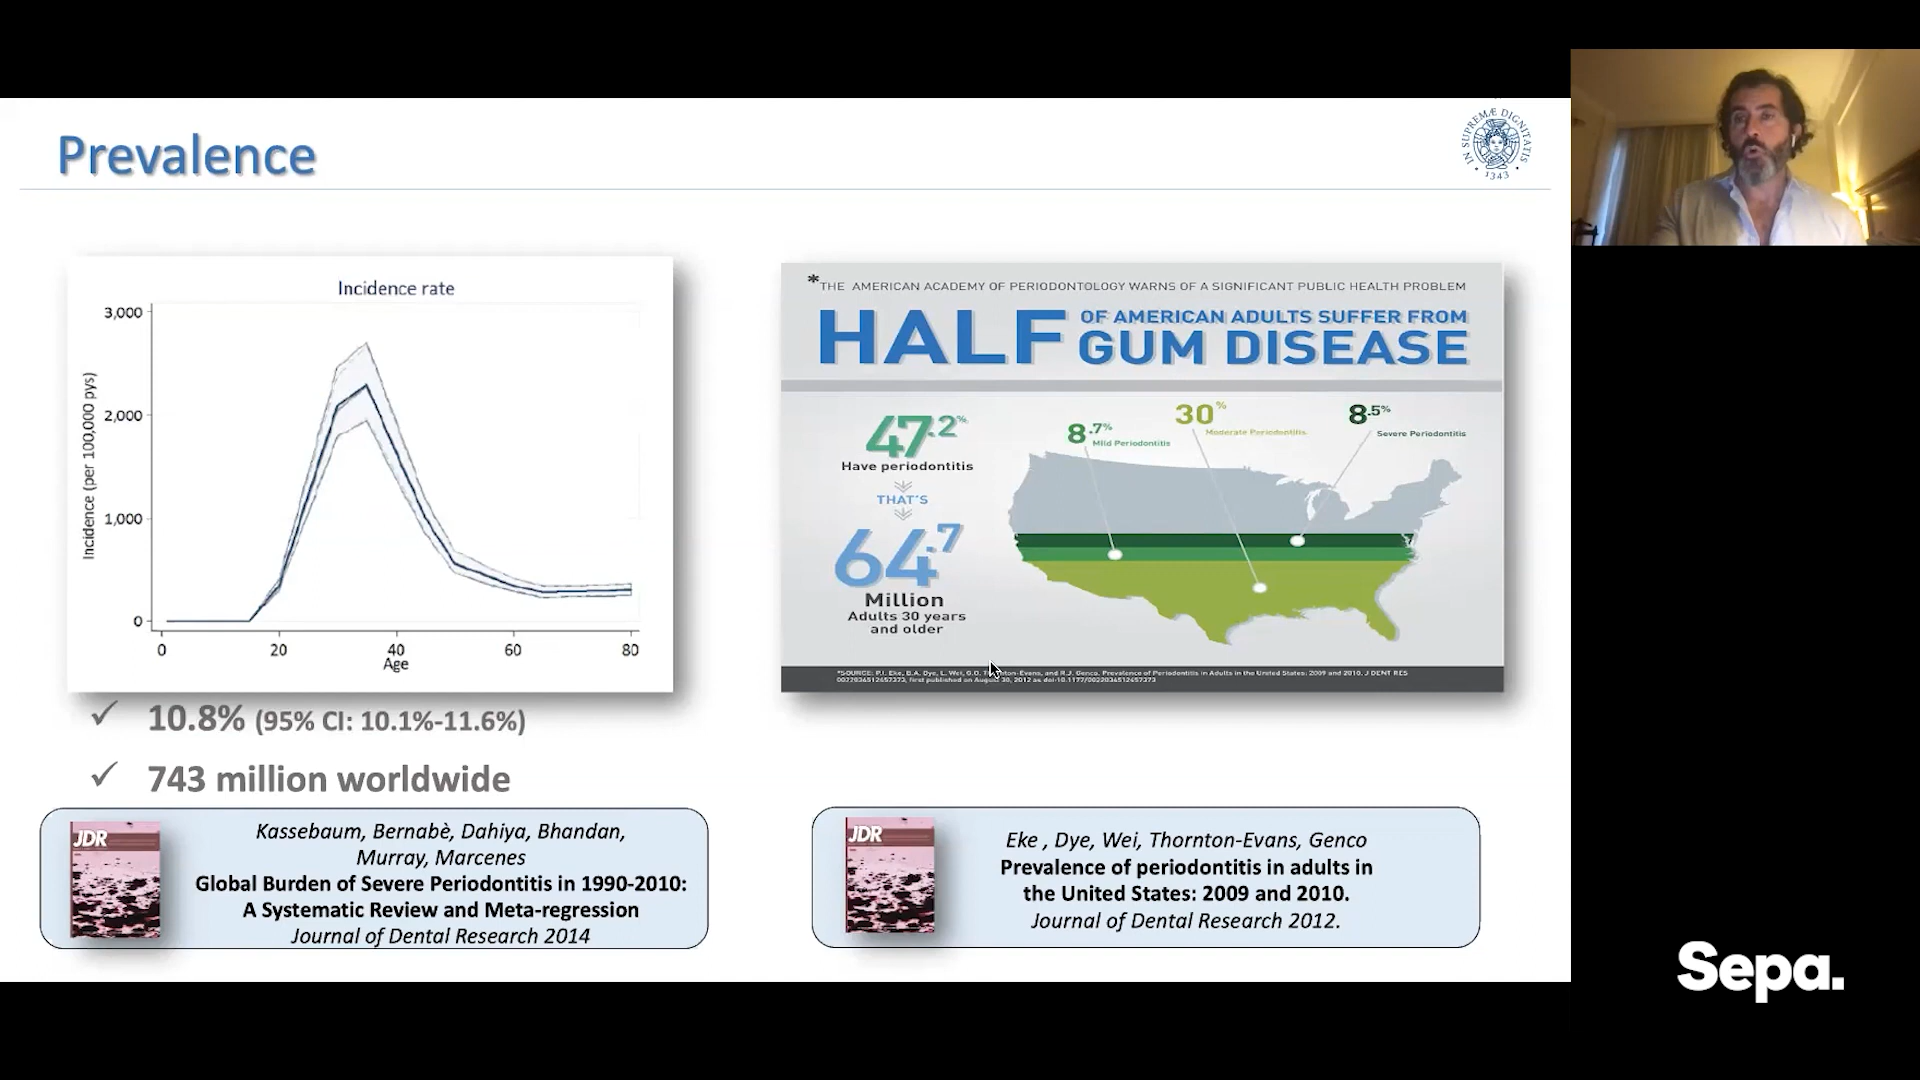 Prevalence
IN SUPREMÆ DIGNITATIS
· 1343 ·
Incidence rate
Incidence (per 100,000 pys)
3,000
2,000
1,000
0
0 20 40 60 80
Age
✓ 10.8% (95% CI: 10.1%-11.6%)
✓ 743 million worldwide
JDR
Kassebaum, Bernabè, Dahiya, Bhandan,
Murray, Marcenes
Global Burden of Severe Periodontitis in 1990-2010:
A Systematic Review and Meta-regression
Journal of Dental Research 2014
*THE AMERICAN ACADEMY OF PERIODONTOLOGY WARNS OF A SIGNIFICANT PUBLIC HEALTH PROBLEM
HALF OF AMERICAN ADULTS SUFFER FROM
GUM DISEASE
47.2%
Have periodontitis
THAT'S
64.7
Million
Adults 30 years
and older
8.7% Mild Periodontitis
30% Moderate Periodontitis
8.5% Severe Periodontitis
*SOURCE: P.I. Eke, B.A. Dye, L. Wei, G.O. Thornton-Evans, and R.J. Genco. Prevalence of Periodontitis in Adults in the United States: 2009 and 2010. J DENT RES
0022034512457373, first published on August 30, 2012 as doi:10.1177/0022034512457373
JDR
Eke , Dye, Wei, Thornton-Evans, Genco
Prevalence of periodontitis in adults in
the United States: 2009 and 2010.
Journal of Dental Research 2012.
Sepa.